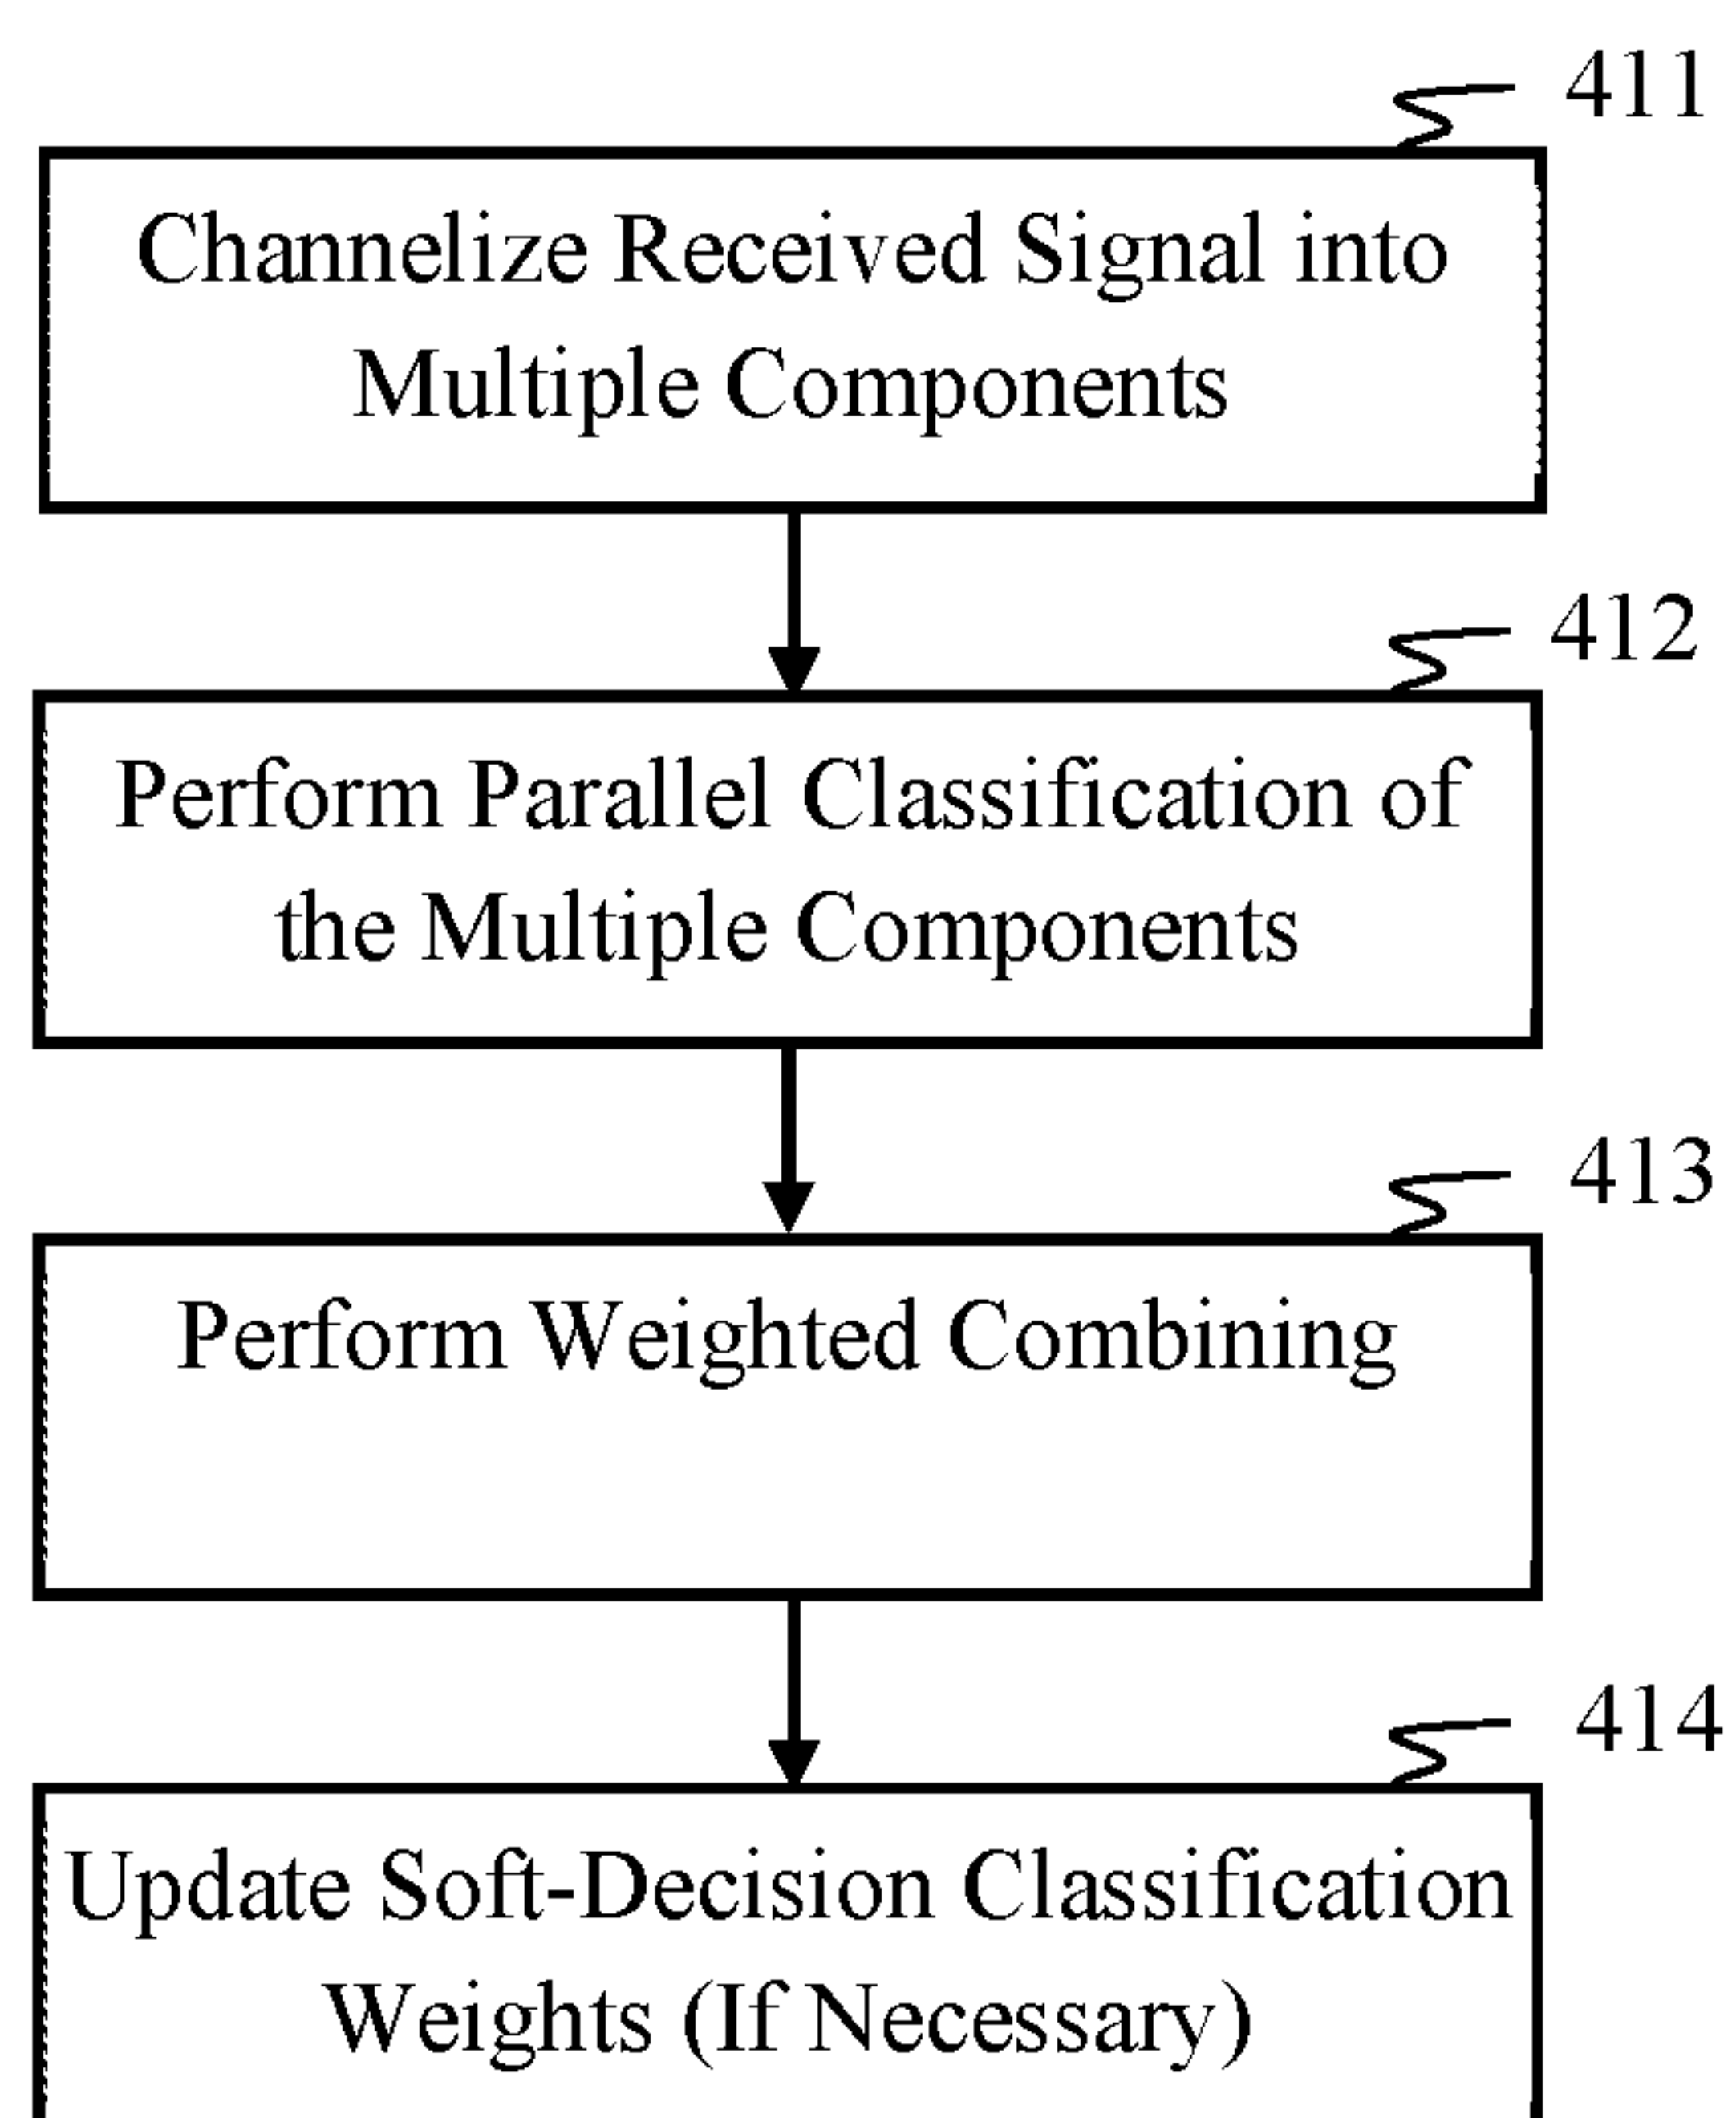 411
Channelize Received Signal into
Multiple Components
412
Perform Parallel Classification of
the Multiple Components
413
Perform Weighted Combining
414
Update Soft-Decision Classification
Weights (If Necessary)